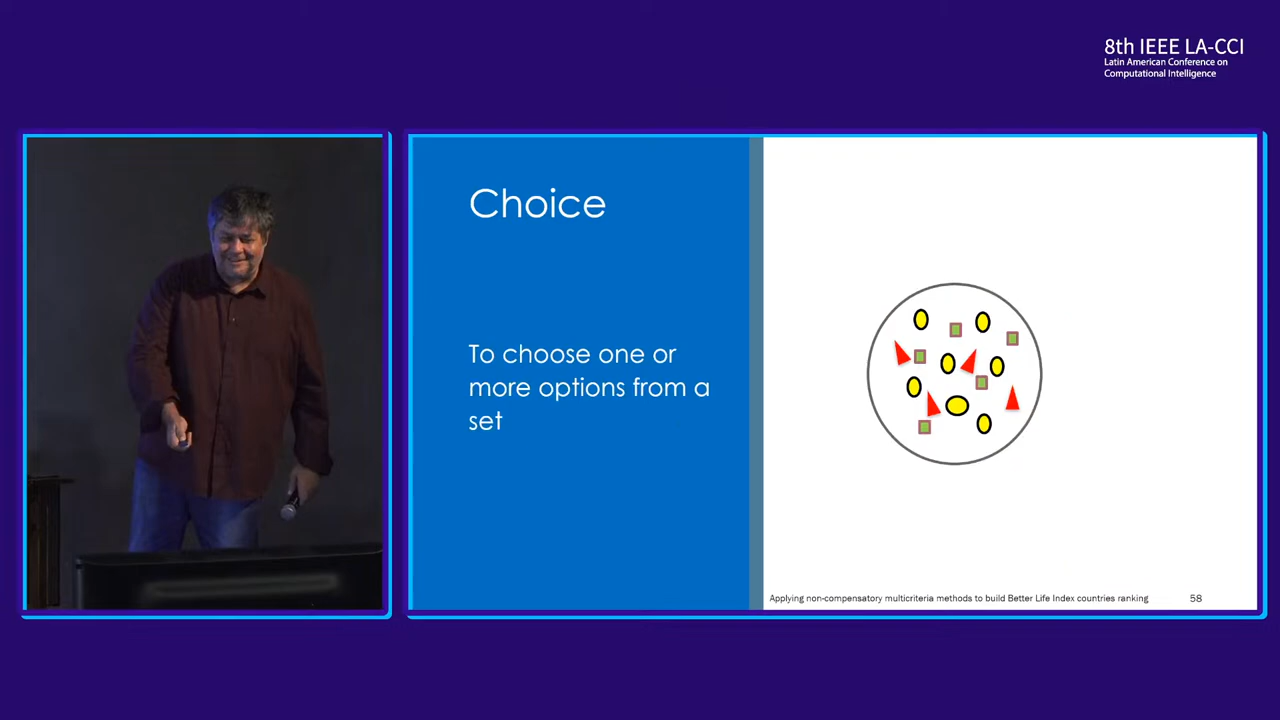 8th IEEE LA-CCI
Latin American Conference on
Computational Intelligence
Choice
To choose one or
more options from a
set
Applying non-compensatory multicriteria methods to build Better Life Index countries ranking 58